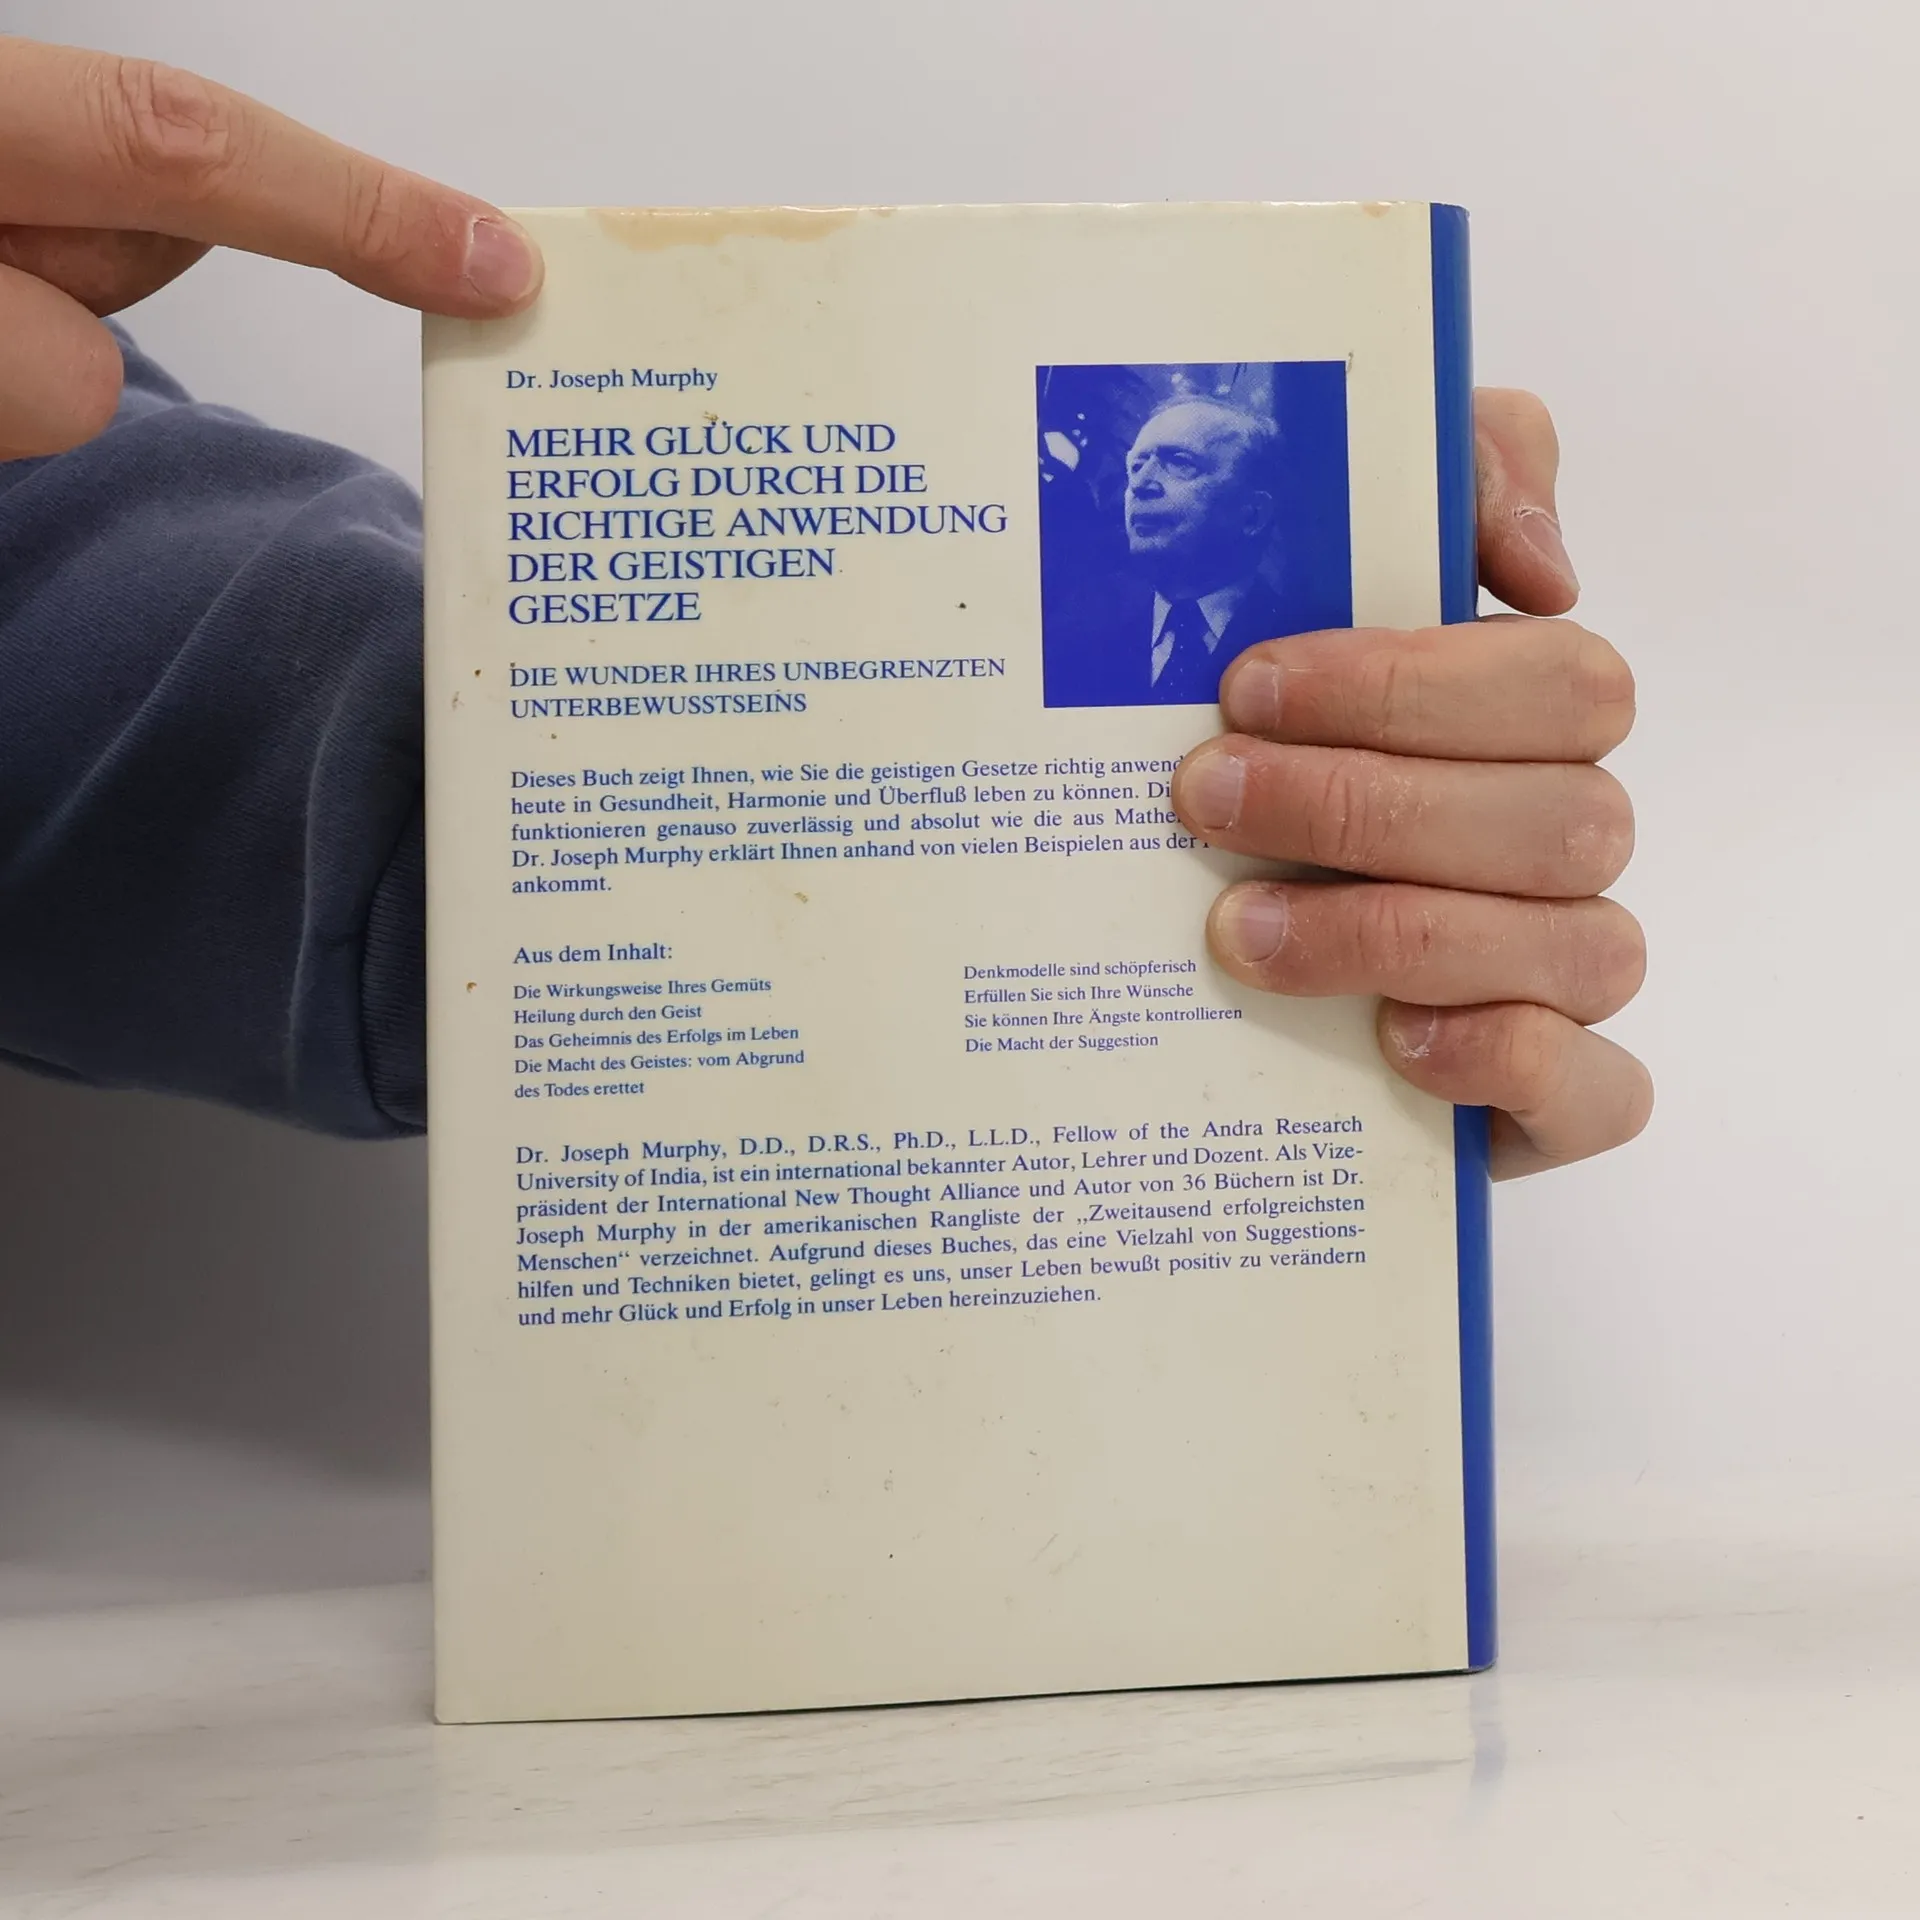 Dr. Joseph Murphy
MEHR GLÜCK UND
ERFOLG DURCH DIE
RICHTIGE ANWENDUNG
DER GEISTIGEN
GESETZE
DIE WUNDER IHRES UNBEGRENZTEN
UNTERBEWUSSTSEINS
Dieses Buch zeigt Ihnen, wie Sie die geistigen Gesetze richtig
heute in Gesundheit, Harmonie und Überfluß leben zu können.
funktionieren genauso zuverlässig und absolut wie die aus
Dr. Joseph Murphy erklärt Ihnen anhand von vielen Beispielen aus der
ankommt.
Aus dem Inhalt:
Die Wirkungsweise Ihres Gemüts
Heilung durch den Geist
Das Geheimnis des Erfolgs im Leben
Die Macht des Geistes: vom Abgrund
des Todes errettet
Denkmodelle sind schöpferisch
Erfüllen Sie sich Ihre Wünsche
Sie können Ihre Ängste kontrollieren
Die Macht der Suggestion
Dr. Joseph Murphy, D.D., D.R.S., Ph.D., L.L.D., Fellow of the Andra Research
University of India, ist ein international bekannter Autor, Lehrer und Dozent. Als Vize-
präsident der International New Thought Alliance und Autor von 36 Büchern ist Dr.
Joseph Murphy in der amerikanischen Rangliste der „Zweitausend erfolgreichsten
Menschen“ verzeichnet. Aufgrund dieses Buches, das eine Vielzahl von Suggestions-
hilfen und Techniken bietet, gelingt es uns, unser Leben bewußt positiv zu verändern
und mehr Glück und Erfolg in unser Leben hereinzuziehen.